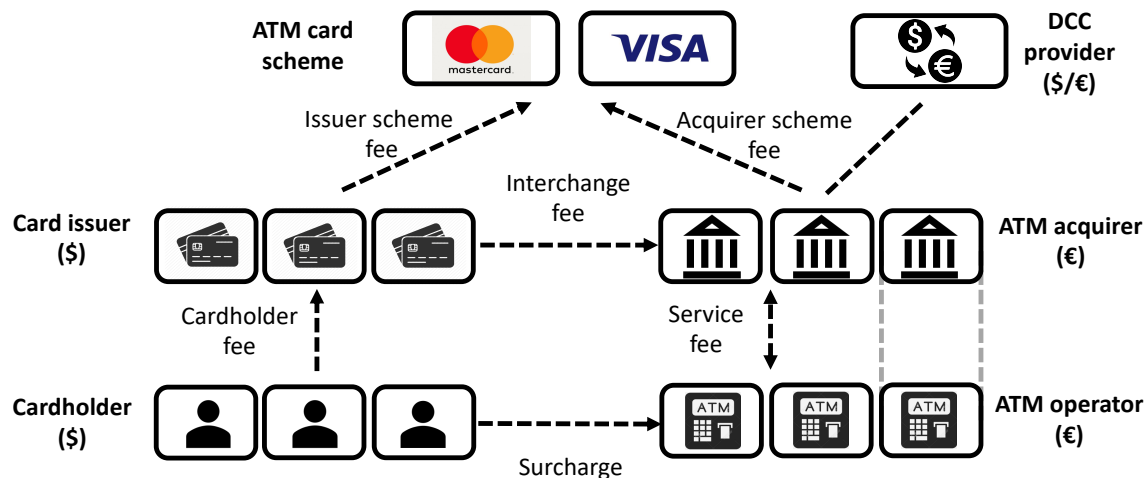 ATM card
scheme
mastercard.
VISA
$
€
DCC
provider
($/€)
Issuer scheme
fee
Acquirer scheme
fee
Card issuer
($)
Interchange
fee
ATM acquirer
(€)
Cardholder
fee
Service
fee
Cardholder
($)
ATM
ATM
ATM
ATM operator
(€)
Surcharge